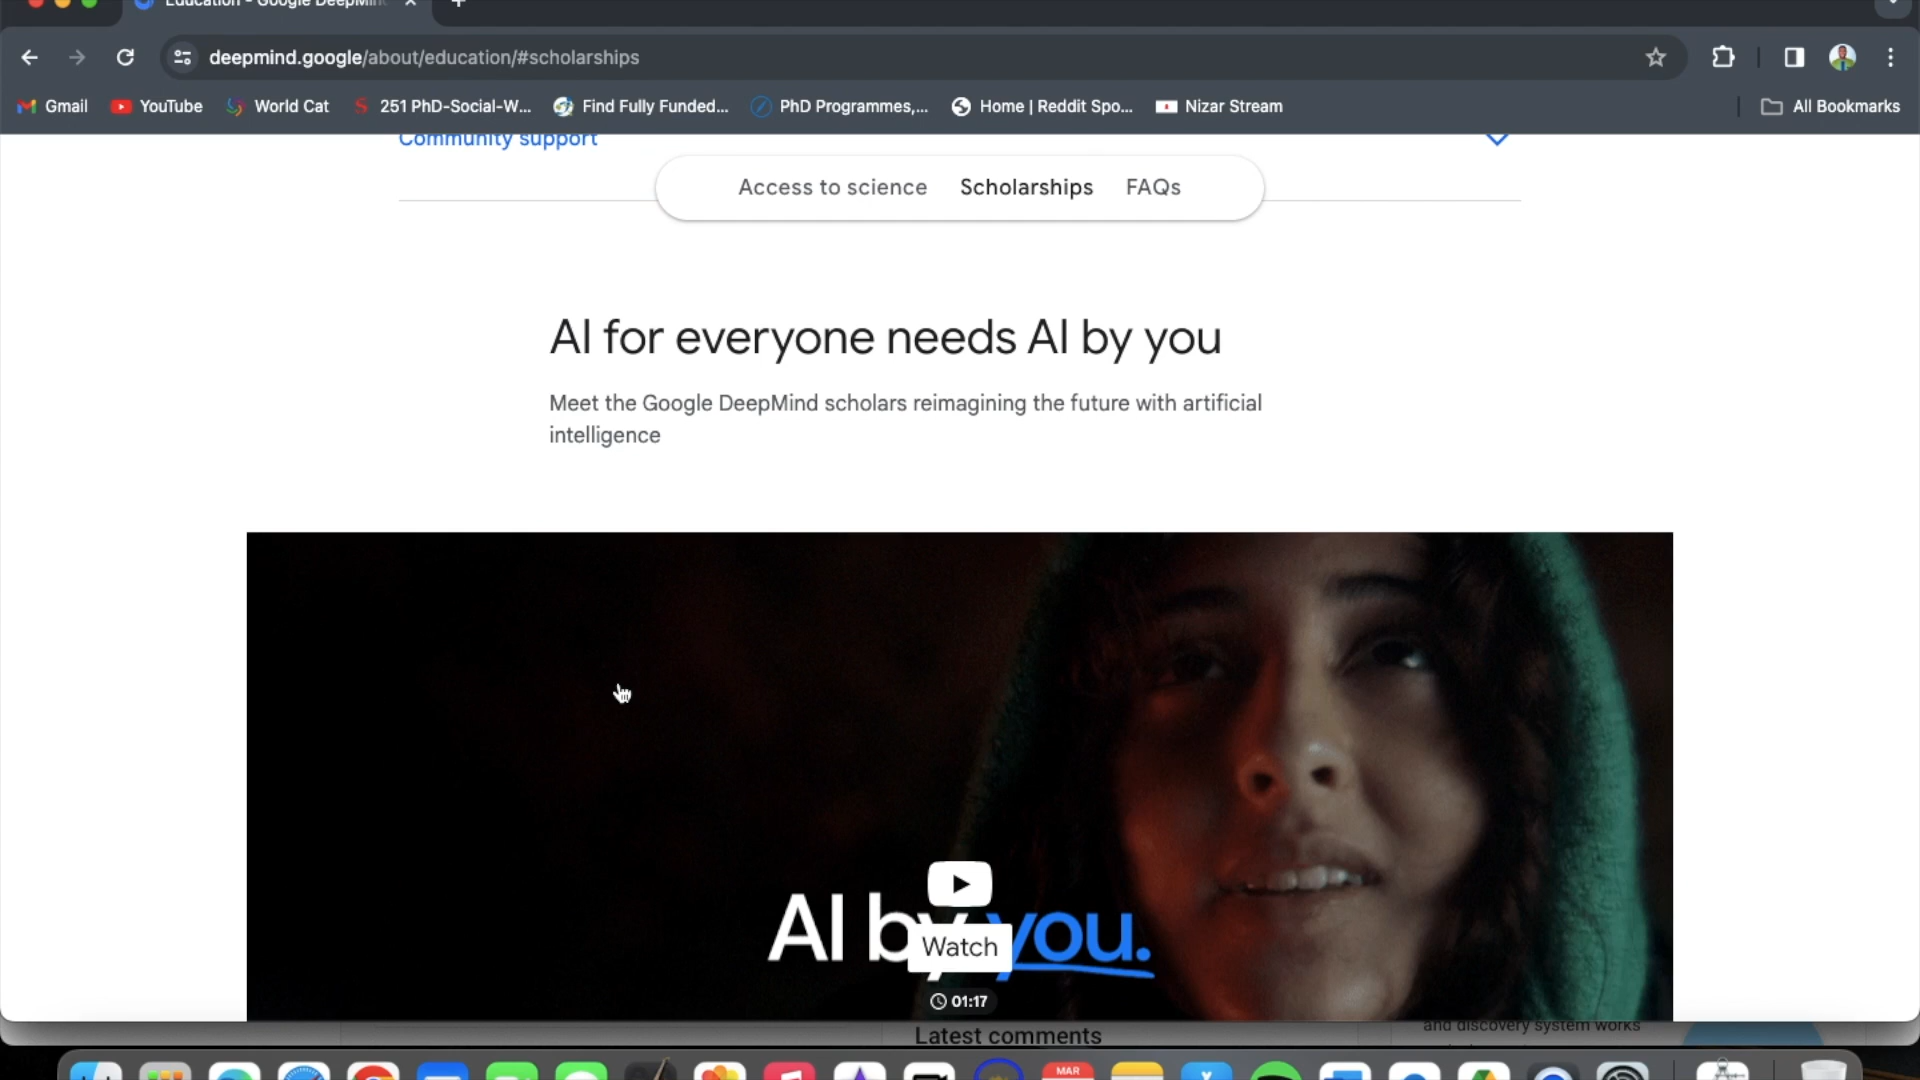 Education - Google DeepMin
deepmind.google/about/education/#scholarships
Gmail
YouTube
World Cat
251 PhD-Social-W...
Find Fully Funded...
PhD Programmes,...
Home | Reddit Spo...
Nizar Stream
All Bookmarks
Community support
Access to science
Scholarships
FAQs
AI for everyone needs AI by you
Meet the Google DeepMind scholars reimagining the future with artificial
intelligence
AI by you.
Watch
01:17
Latest comments
and discovery system works
MAR